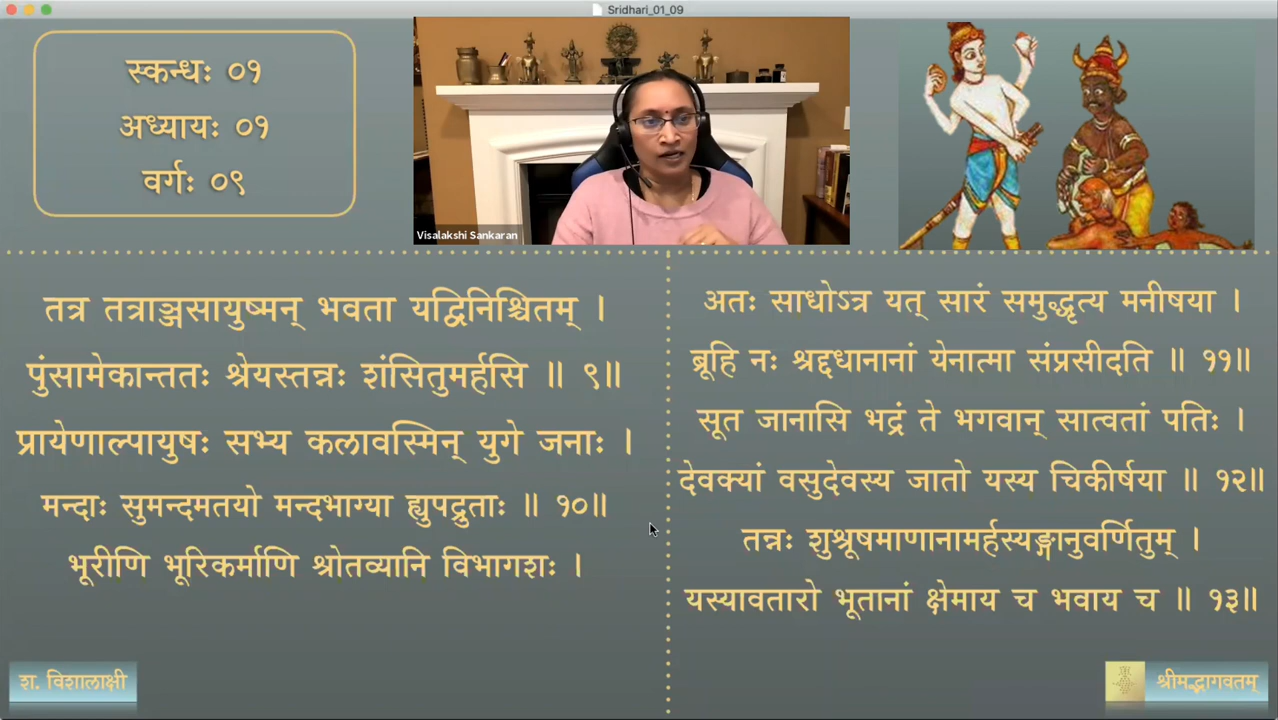 Sridhari_01_09
स्कन्धः ०१
अध्यायः ०१
वर्गः ०९
Visalakshi Sankaran
तत्र तत्राञ्जसायुष्मन् भवता यद्विनिश्चितम् ।
पुंसामेकान्ततः श्रेयस्तन्नः शंसितुमर्हसि ॥ ९॥
प्रायेणाल्पायुषः सभ्य कलावस्मिन् युगे जनाः ।
मन्दाः सुमन्दमतयो मन्दभाग्या ह्युपद्रुताः ॥ १०॥
भूरीणि भूरिकर्माणि श्रोतव्यानि विभागशः ।
अतः साधोऽत्र यत् सारं समुद्धृत्य मनीषया ।
ब्रूहि नः श्रद्दधानानां येनात्मा संप्रसीदति ॥ ११॥
सूत जानासि भद्रं ते भगवान् सात्वतां पतिः ।
देवक्यां वसुदेवस्य जातो यस्य चिकीर्षया ॥ १२॥
तन्नः शुश्रूषमाणानामर्हस्यङ्गानुवर्णितुम् ।
यस्यावतारो भूतानां क्षेमाय च भवाय च ॥ १३॥
श. विशालाक्षी
श्रीमद्भागवतम्